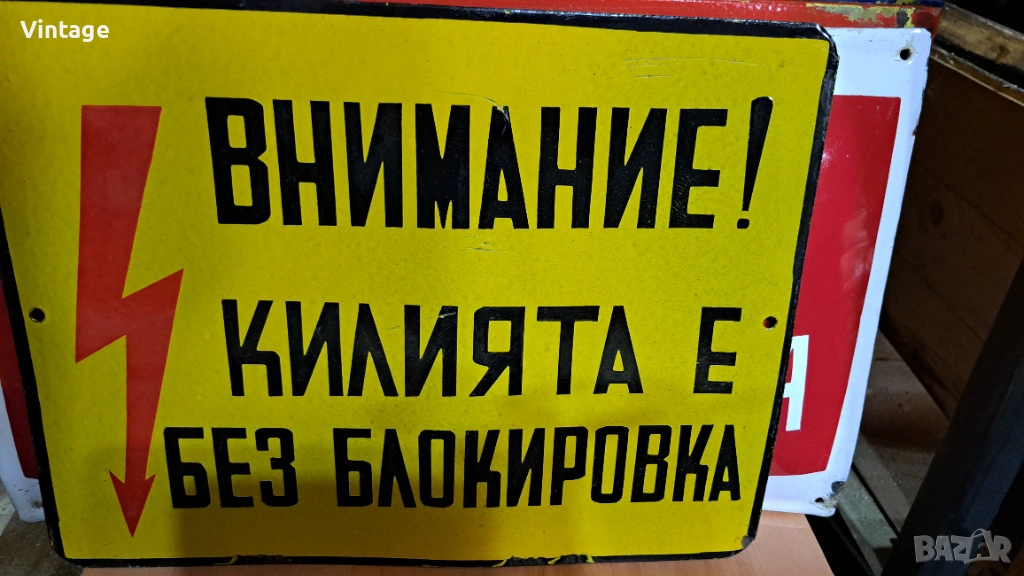 Vintage
ВНИМАНИЕ!
КИЛИЯТА Е
БЕЗ БЛОКИРОВКА
А
BAZAR